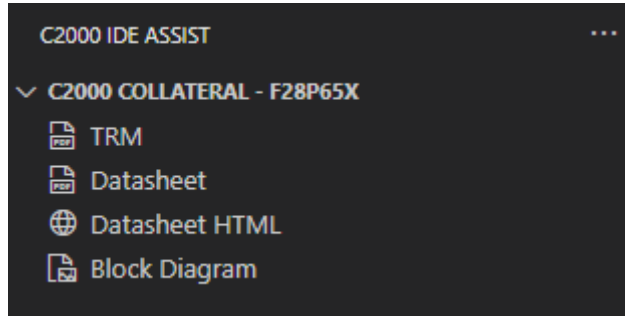 C2000 IDE ASSIST
C2000 COLLATERAL - F28P65X
TRM
Datasheet
Datasheet HTML
Block Diagram